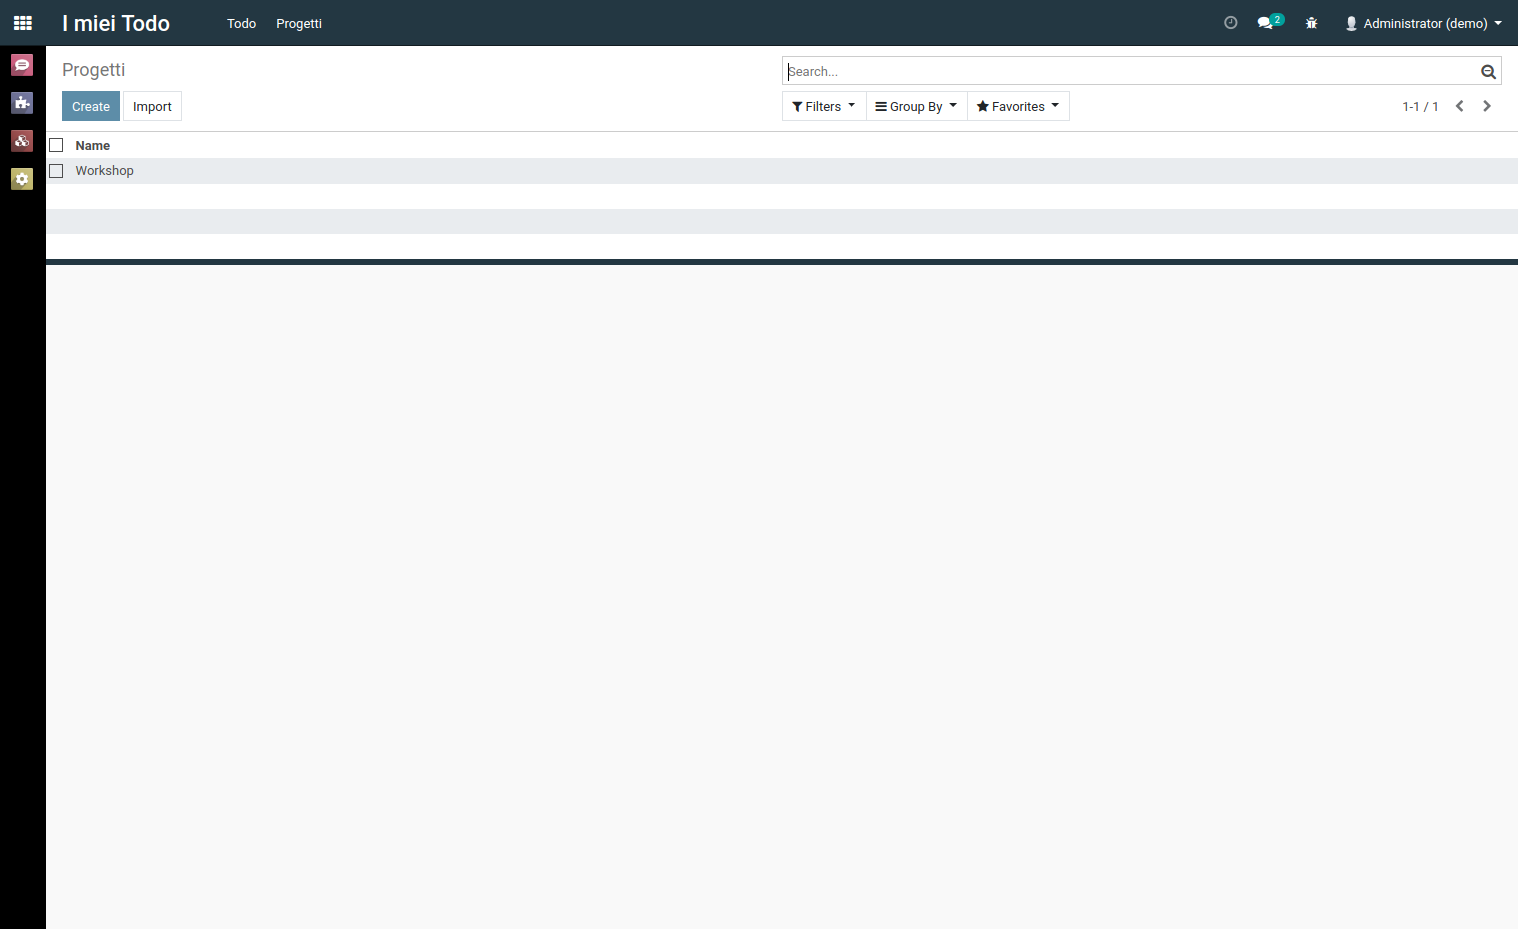 I miei Todo Todo Progetti 2 Administrator (demo)
Progetti
Search...
Create Import Filters Group By Favorites 1-1 / 1
Name
Workshop